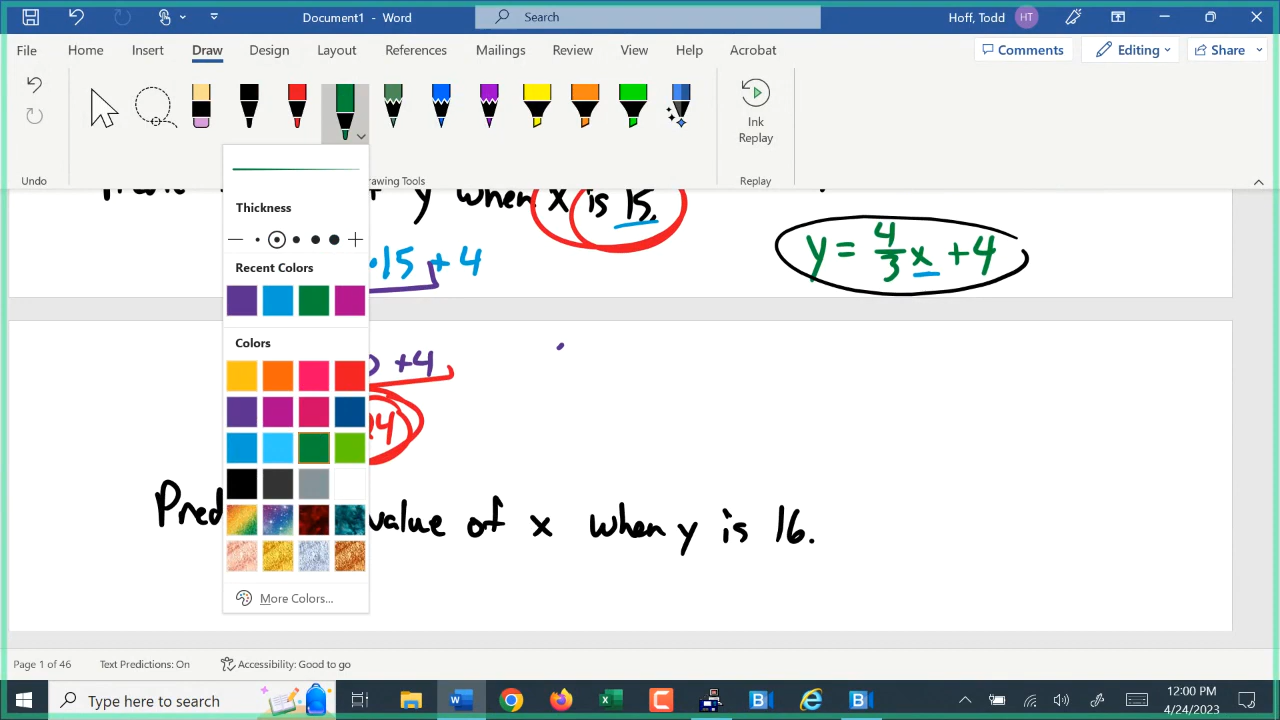 Document1 • Word
Search
Hoff, Todd
HT
File
Home
Insert
Draw
Design
Layout
References
Mailings
Review
View
Help
Acrobat
Comments
Editing
Share
Ink
Replay
Undo
rawing Tools
Replay
Thickness
Recent Colors
Colors
More Colors...
y when x is 15.
•15 + 4
y = 4/3 x + 4
+4
24
Pred value of x when y is 16.
Page 1 of 46
Text Predictions: On
Accessibility: Good to go
Type here to search
12:00 PM
4/24/2023